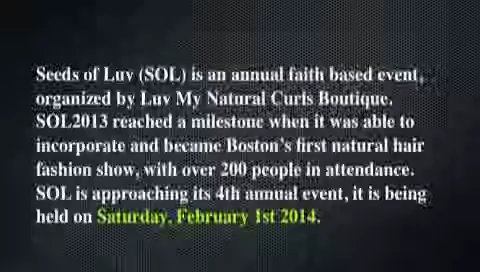 Seeds of Luv (SOL) is an annual faith based event,
organized by Luv My Natural Curls Boutique.
SOL2013 reached a milestone when it was able to
incorporate and became Boston's first natural hair
fashion show, with over 200 people in attendance.
SOL is approaching its 4th annual event, it is being
held on Saturday, February 1st 2014.